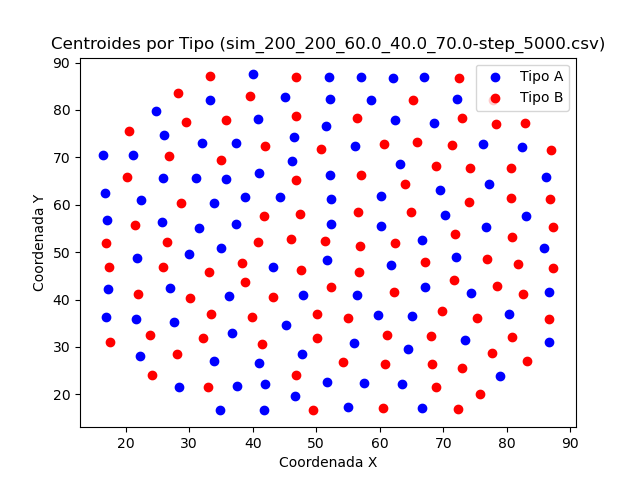 Centroides por Tipo (sim_200_200_60.0_40.0_70.0-step_5000.csv)
Tipo A
Tipo B
90
80
70
60
50
40
30
20
Coordenada Y
20 30 40 50 60 70 80 90
Coordenada X